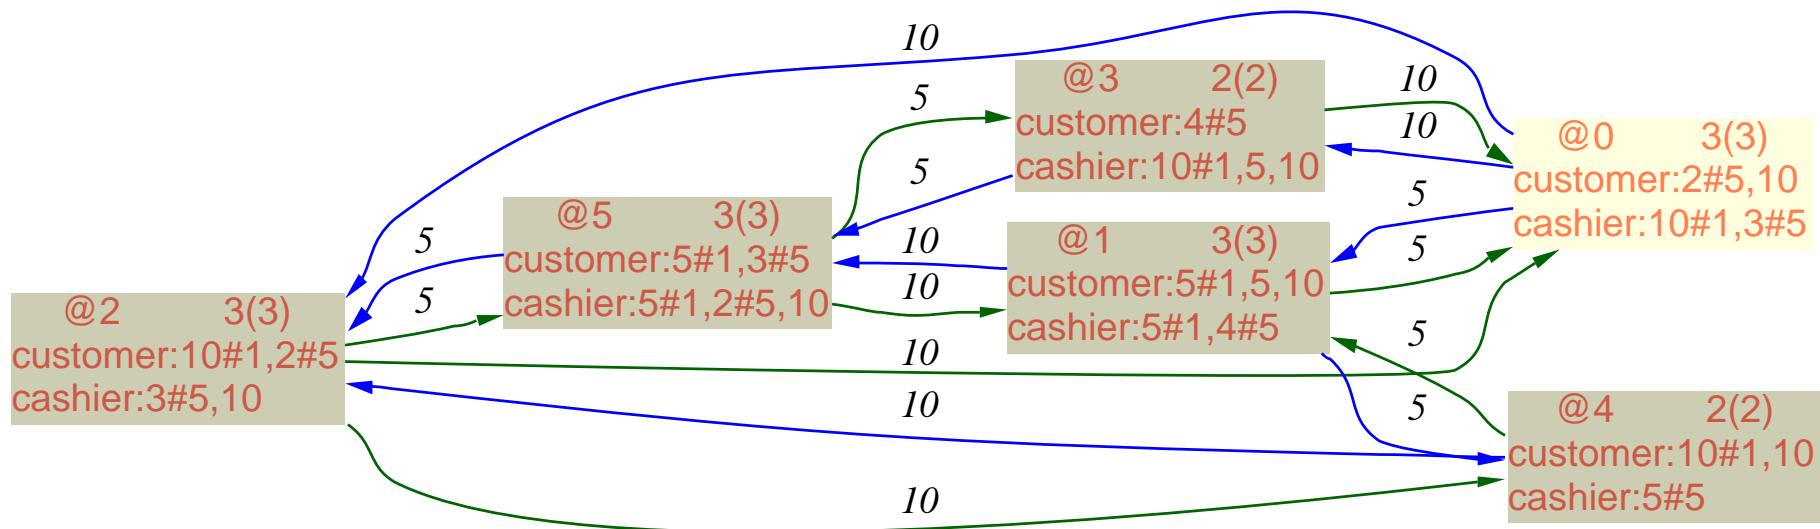 10
@3 2(2)
customer:4#5
cashier:10#1,5,10
5
10
10
@0 3(3)
customer:2#5,10
cashier:10#1,3#5
5
5
@5 3(3)
customer:5#1,3#5
cashier:5#1,2#5,10
5
5
10
10
@1 3(3)
customer:5#1,5,10
cashier:5#1,4#5
5
@2 3(3)
customer:10#1,2#5
cashier:3#5,10
10
5
10
5
@4 2(2)
customer:10#1,10
cashier:5#5
10